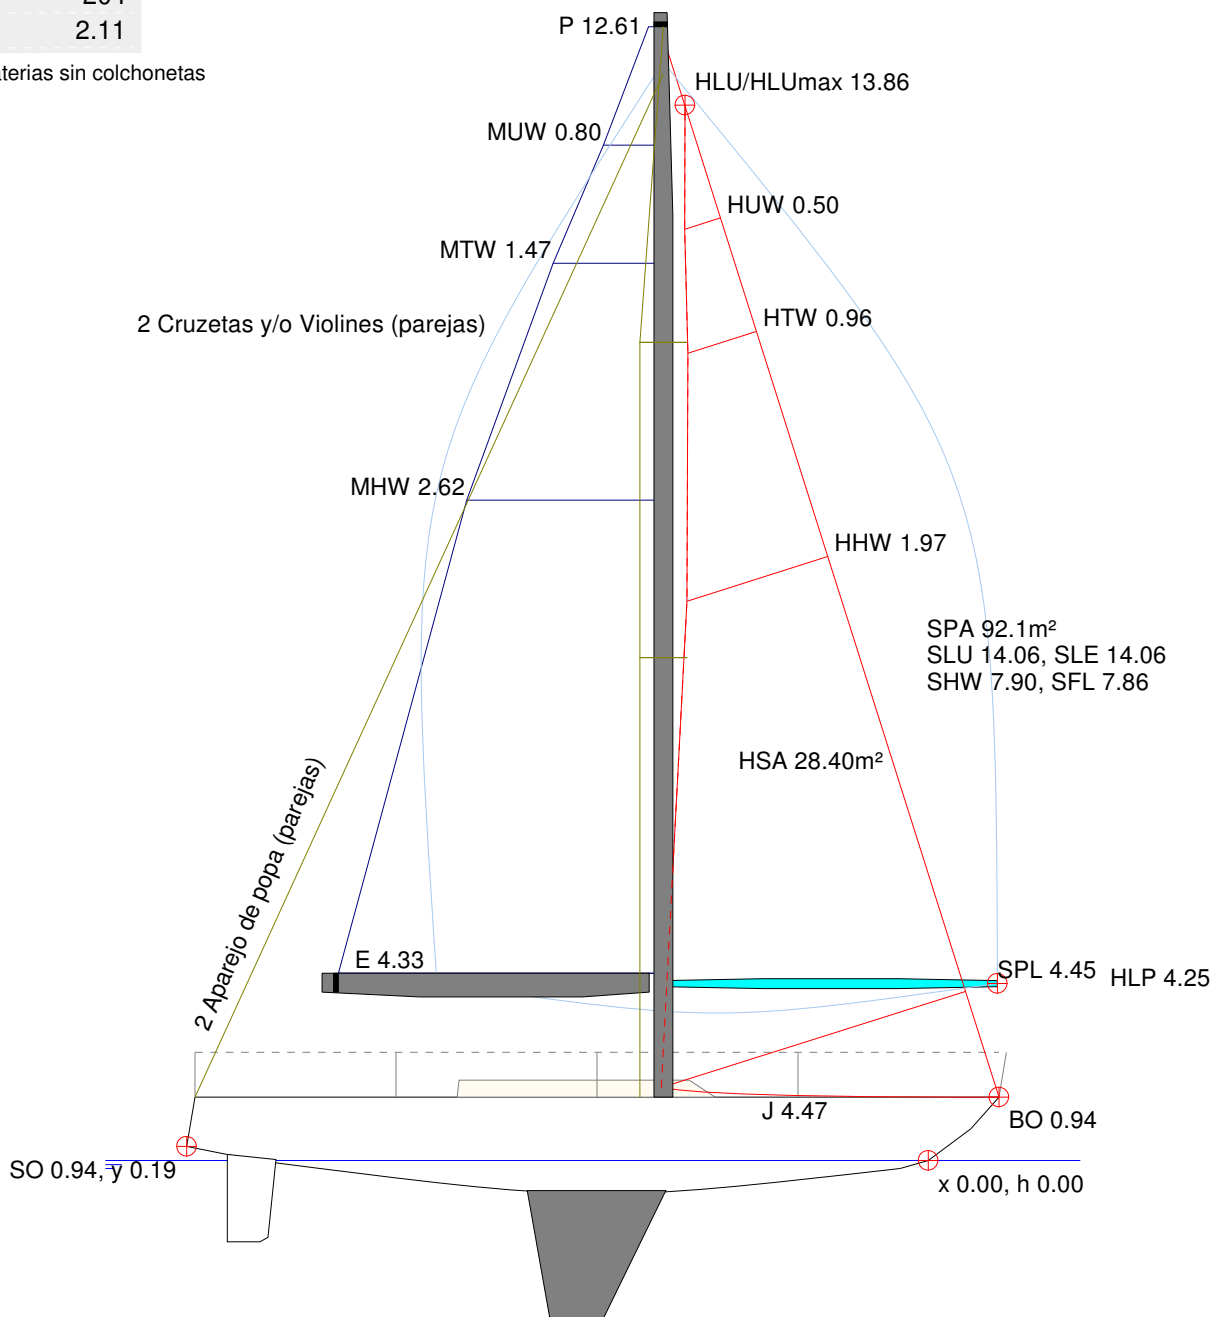 2.11
aterias sin colchonetas
P 12.61
HLU/HLUmax 13.86
MUW 0.80
HUW 0.50
MTW 1.47
HTW 0.96
2 Cruzetas y/o Violines (parejas)
MHW 2.62
HHW 1.97
SPA 92.1m²
SLU 14.06, SLE 14.06
SHW 7.90, SFL 7.86
HSA 28.40m²
2 Aparejo de popa (parejas)
E 4.33
SPL 4.45
HLP 4.25
J 4.47
BO 0.94
SO 0.94, y 0.19
x 0.00, h 0.00